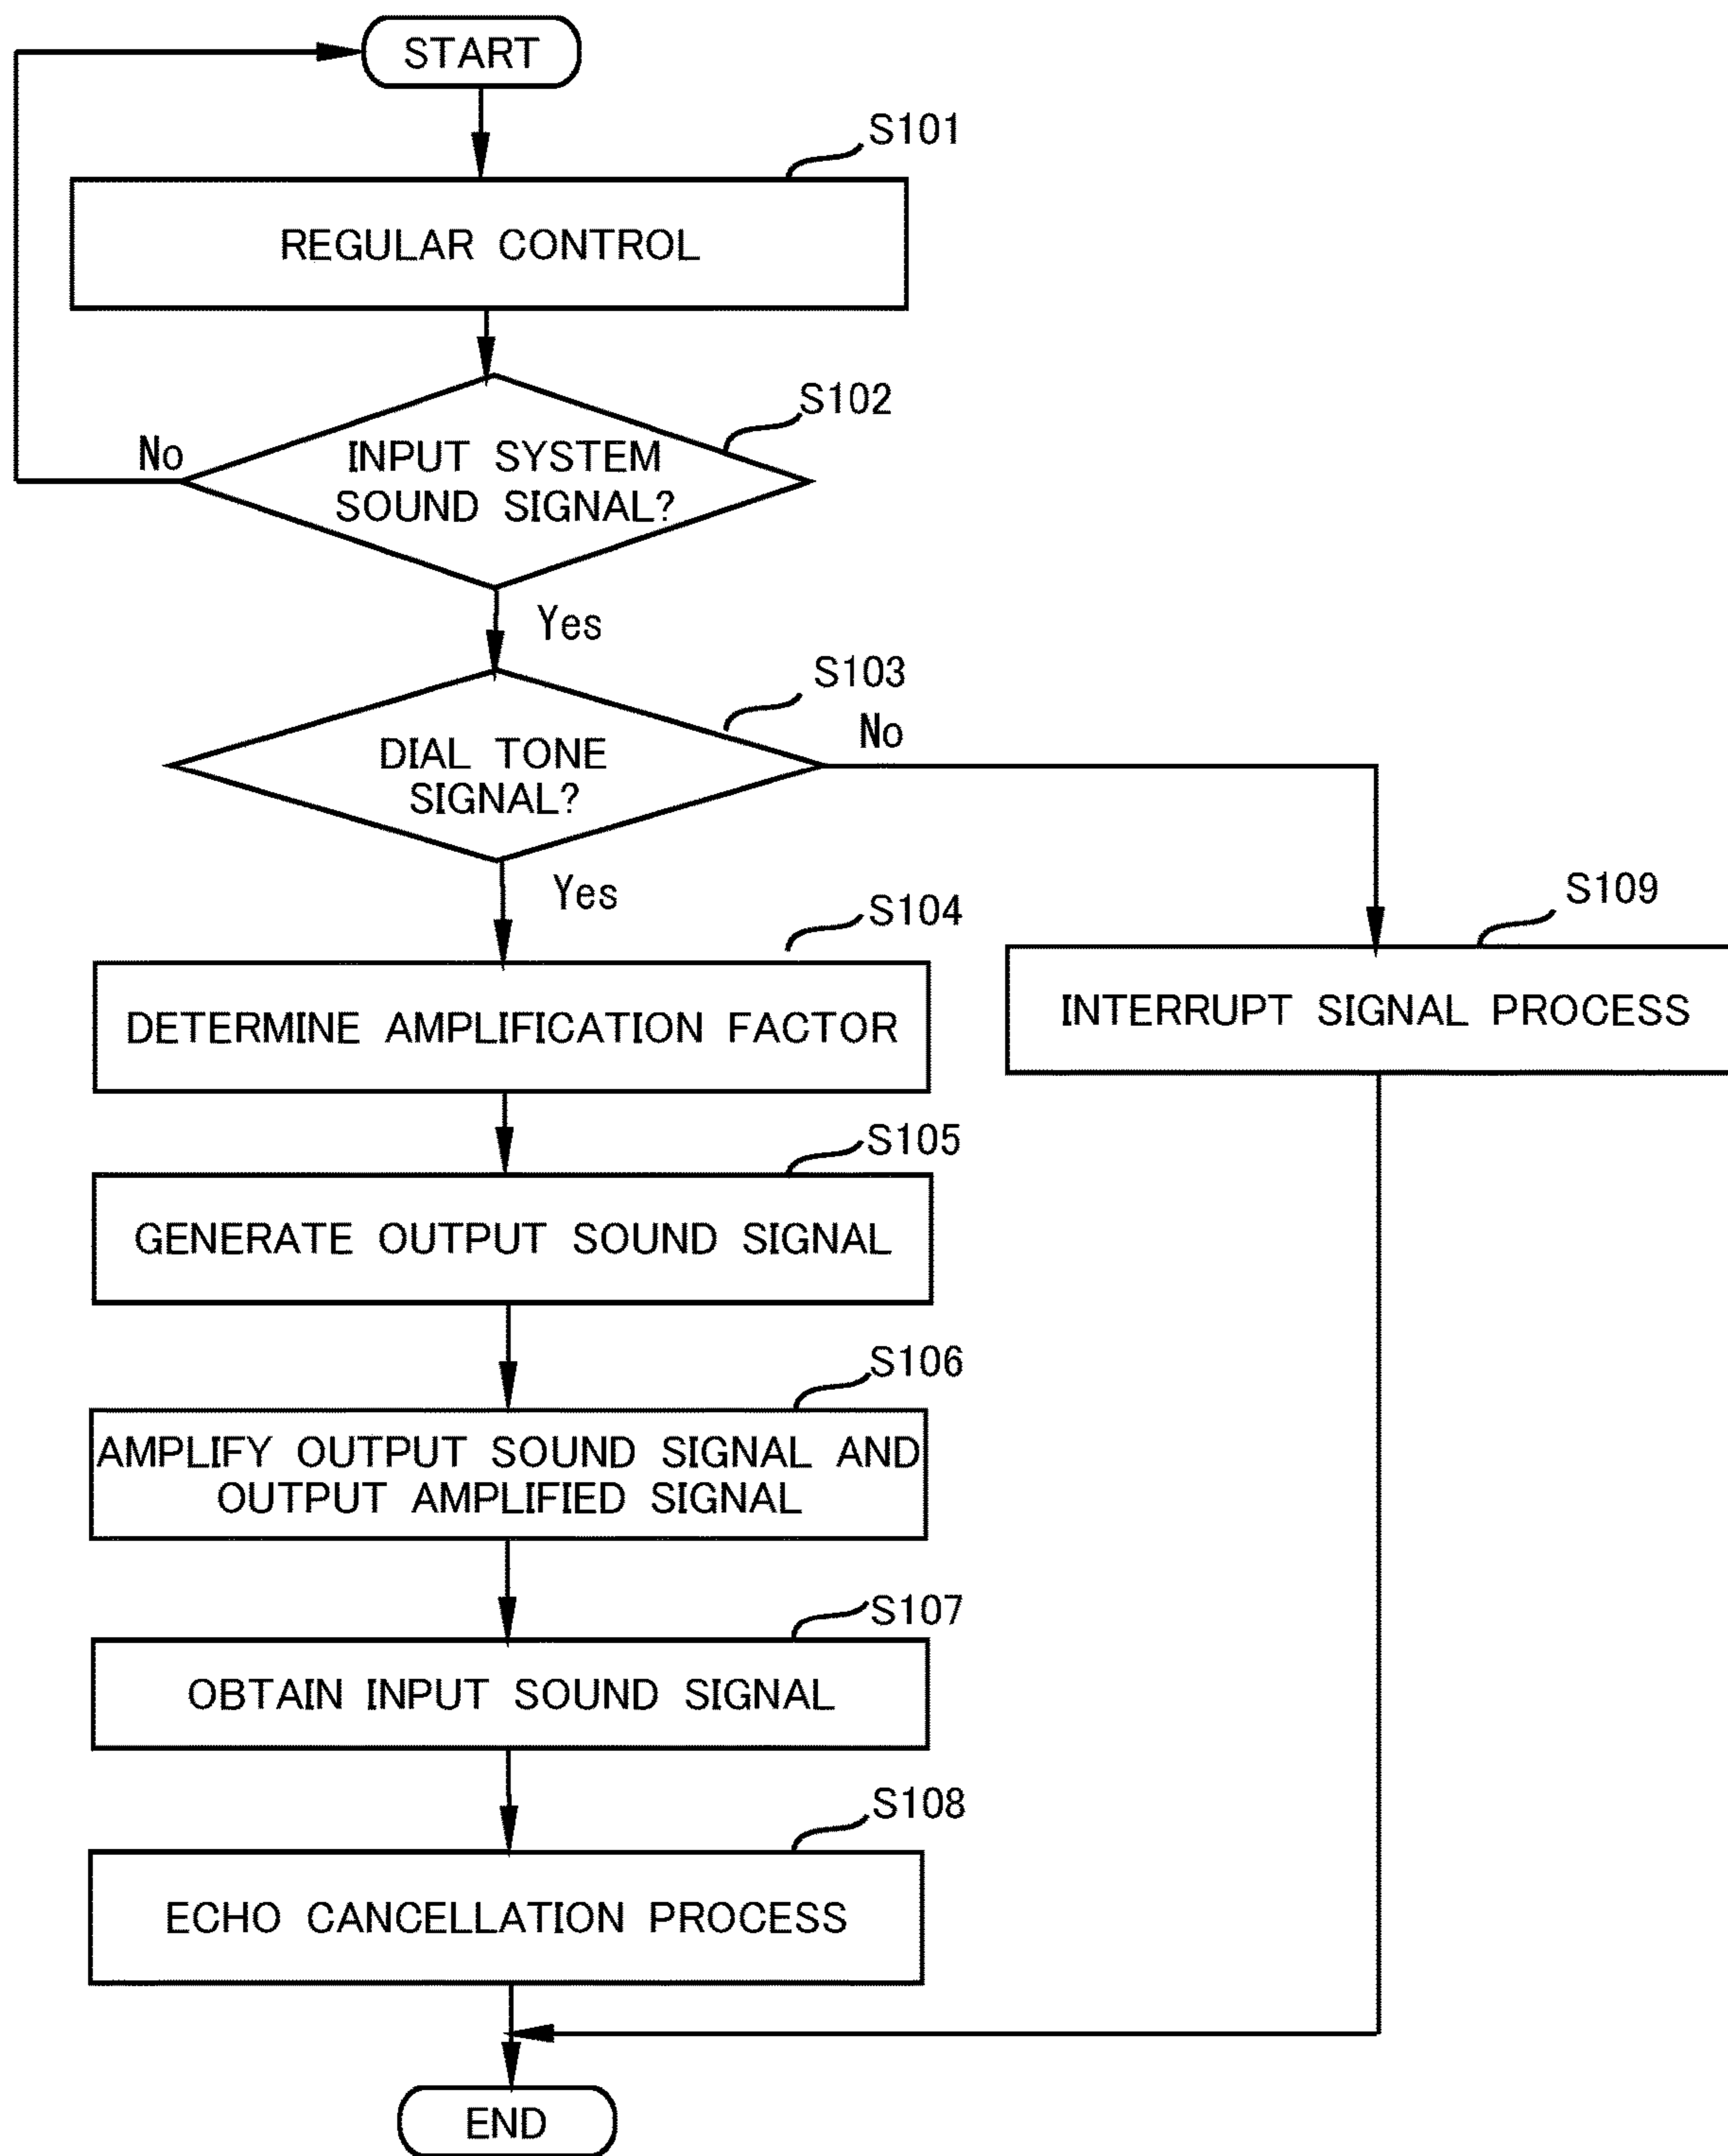 START
S101
REGULAR CONTROL
S102
No
INPUT SYSTEM
SOUND SIGNAL?
Yes
S103
No
DIAL TONE
SIGNAL?
Yes
S104
S109
DETERMINE AMPLIFICATION FACTOR
INTERRUPT SIGNAL PROCESS
S105
GENERATE OUTPUT SOUND SIGNAL
S106
AMPLIFY OUTPUT SOUND SIGNAL AND
OUTPUT AMPLIFIED SIGNAL
S107
OBTAIN INPUT SOUND SIGNAL
S108
ECHO CANCELLATION PROCESS
END